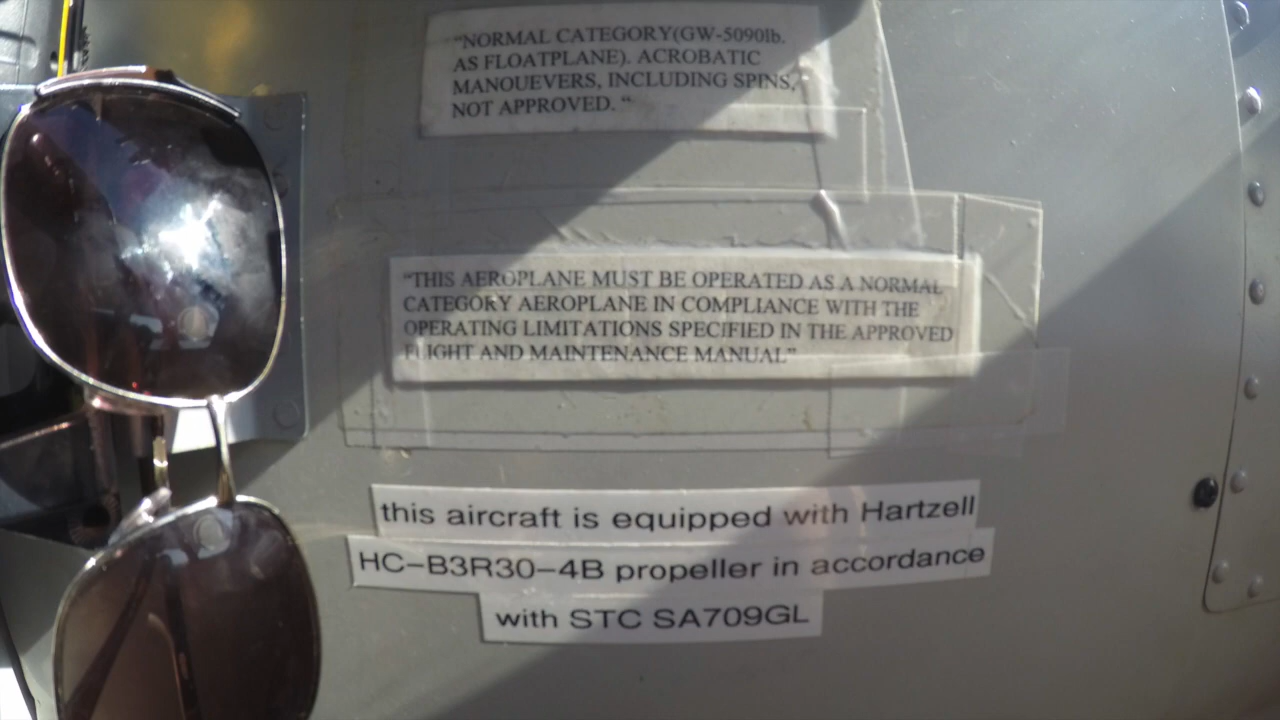 "NORMAL CATEGORY(GW-5090lb.
AS FLOATPLANE). ACROBATIC
MANOUEVERS, INCLUDING SPINS,
NOT APPROVED. "
"THIS AEROPLANE MUST BE OPERATED AS A NORMAL
CATEGORY AEROPLANE IN COMPLIANCE WITH THE
OPERATING LIMITATIONS SPECIFIED IN THE APPROVED
FLIGHT AND MAINTENANCE MANUAL"
this aircraft is equipped with Hartzell
HC-B3R30-4B propeller in accordance
with STC SA709GL